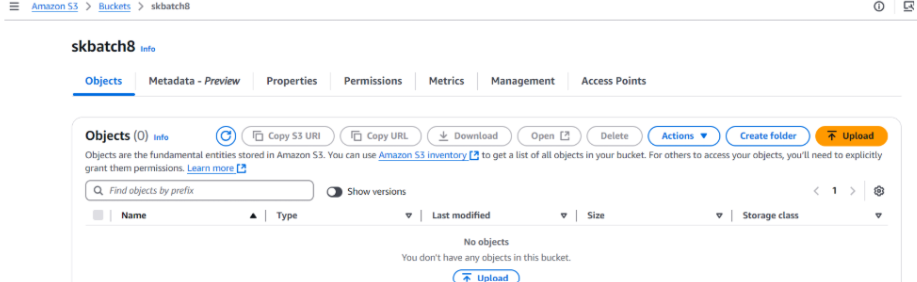 Amazon S3 > Buckets > skbatch8
skbatch8 Info
Objects Metadata - Preview Properties Permissions Metrics Management Access Points
Objects (0) Info Copy S3 URI Copy URL Download Open Delete Actions Create folder Upload
Objects are the fundamental entities stored in Amazon S3. You can use Amazon S3 inventory to get a list of all objects in your bucket. For others to access your objects, you'll need to explicitly
grant them permissions. Learn more
Find objects by prefix Show versions < 1 >
Name Type Last modified Size Storage class
No objects
You don't have any objects in this bucket.
Upload